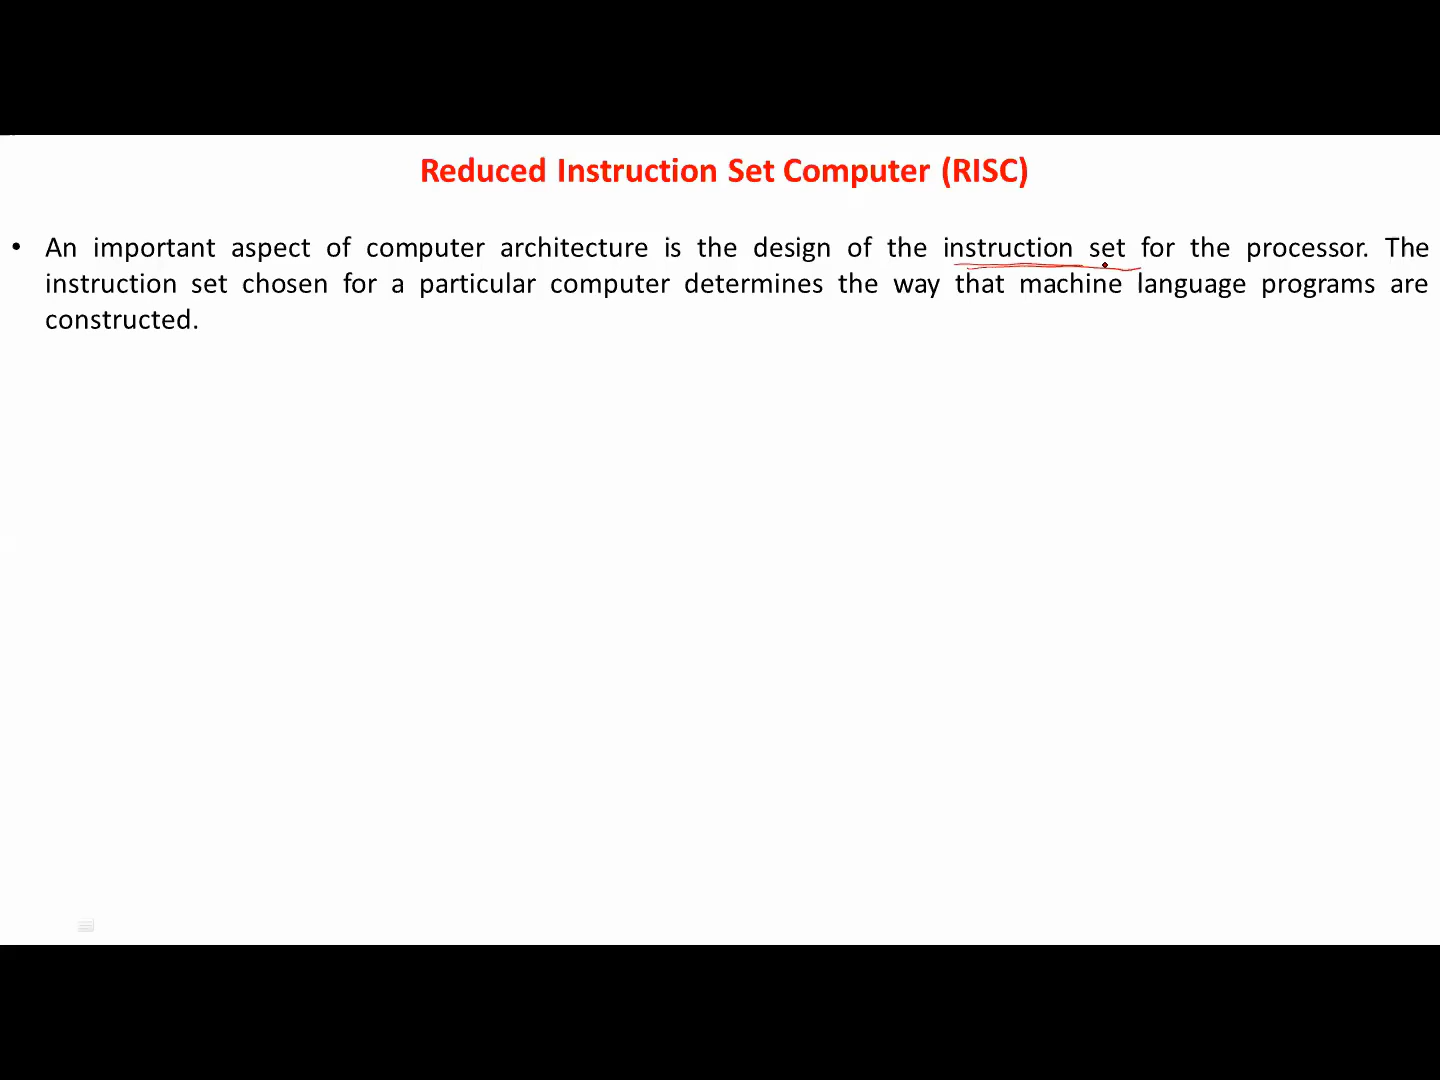 Reduced Instruction Set Computer (RISC)
• An important aspect of computer architecture is the design of the instruction set for the processor. The
instruction set chosen for a particular computer determines the way that machine language programs are
constructed.